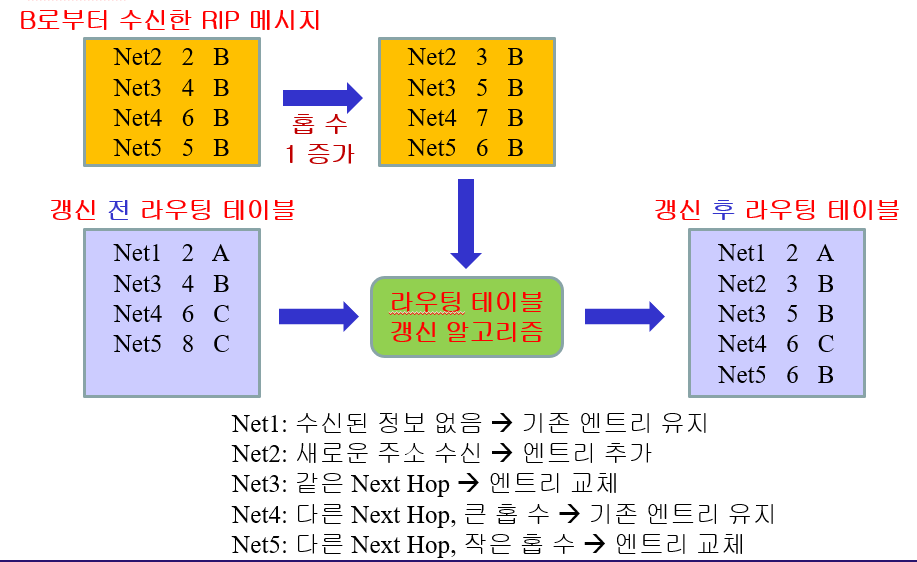 B로부터 수신한 RIP 메시지
Net2 2 B
Net3 4 B
Net4 6 B
Net5 5 B
홉 수
1 증가
Net2 3 B
Net3 5 B
Net4 7 B
Net5 6 B
갱신 전 라우팅 테이블
Net1 2 A
Net3 4 B
Net4 6 C
Net5 8 C
라우팅 테이블
갱신 알고리즘
갱신 후 라우팅 테이블
Net1 2 A
Net2 3 B
Net3 5 B
Net4 6 C
Net5 6 B
Net1: 수신된 정보 없음 → 기존 엔트리 유지
Net2: 새로운 주소 수신 → 엔트리 추가
Net3: 같은 Next Hop → 엔트리 교체
Net4: 다른 Next Hop, 큰 홉 수 → 기존 엔트리 유지
Net5: 다른 Next Hop, 작은 홉 수 → 엔트리 교체